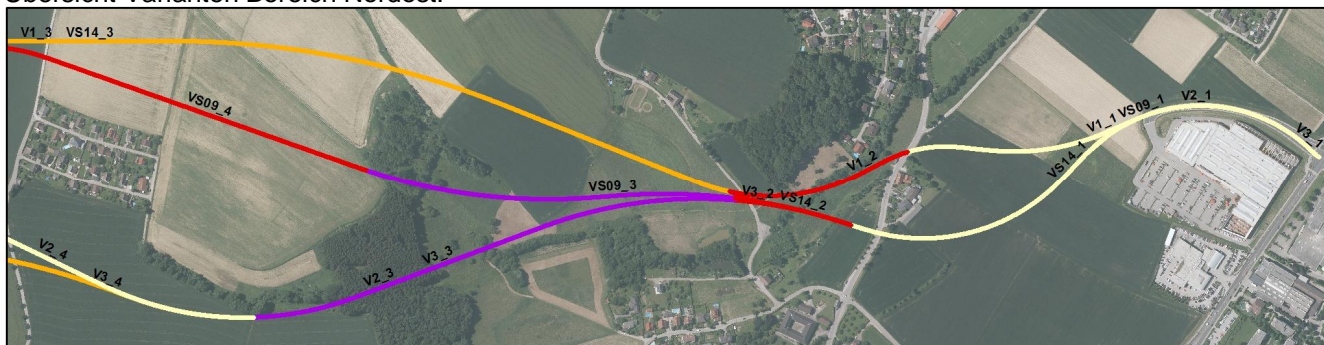 Übersicht Varianten Bereich Nordost:
V1_3 VS14_3
VS09_4
V2_4
V3_4
V2_3
V3_3
VS09_3
V3_2
VS14_2
V1_2
VS14_1
V1_1
VS09_1
V2_1
V3_1